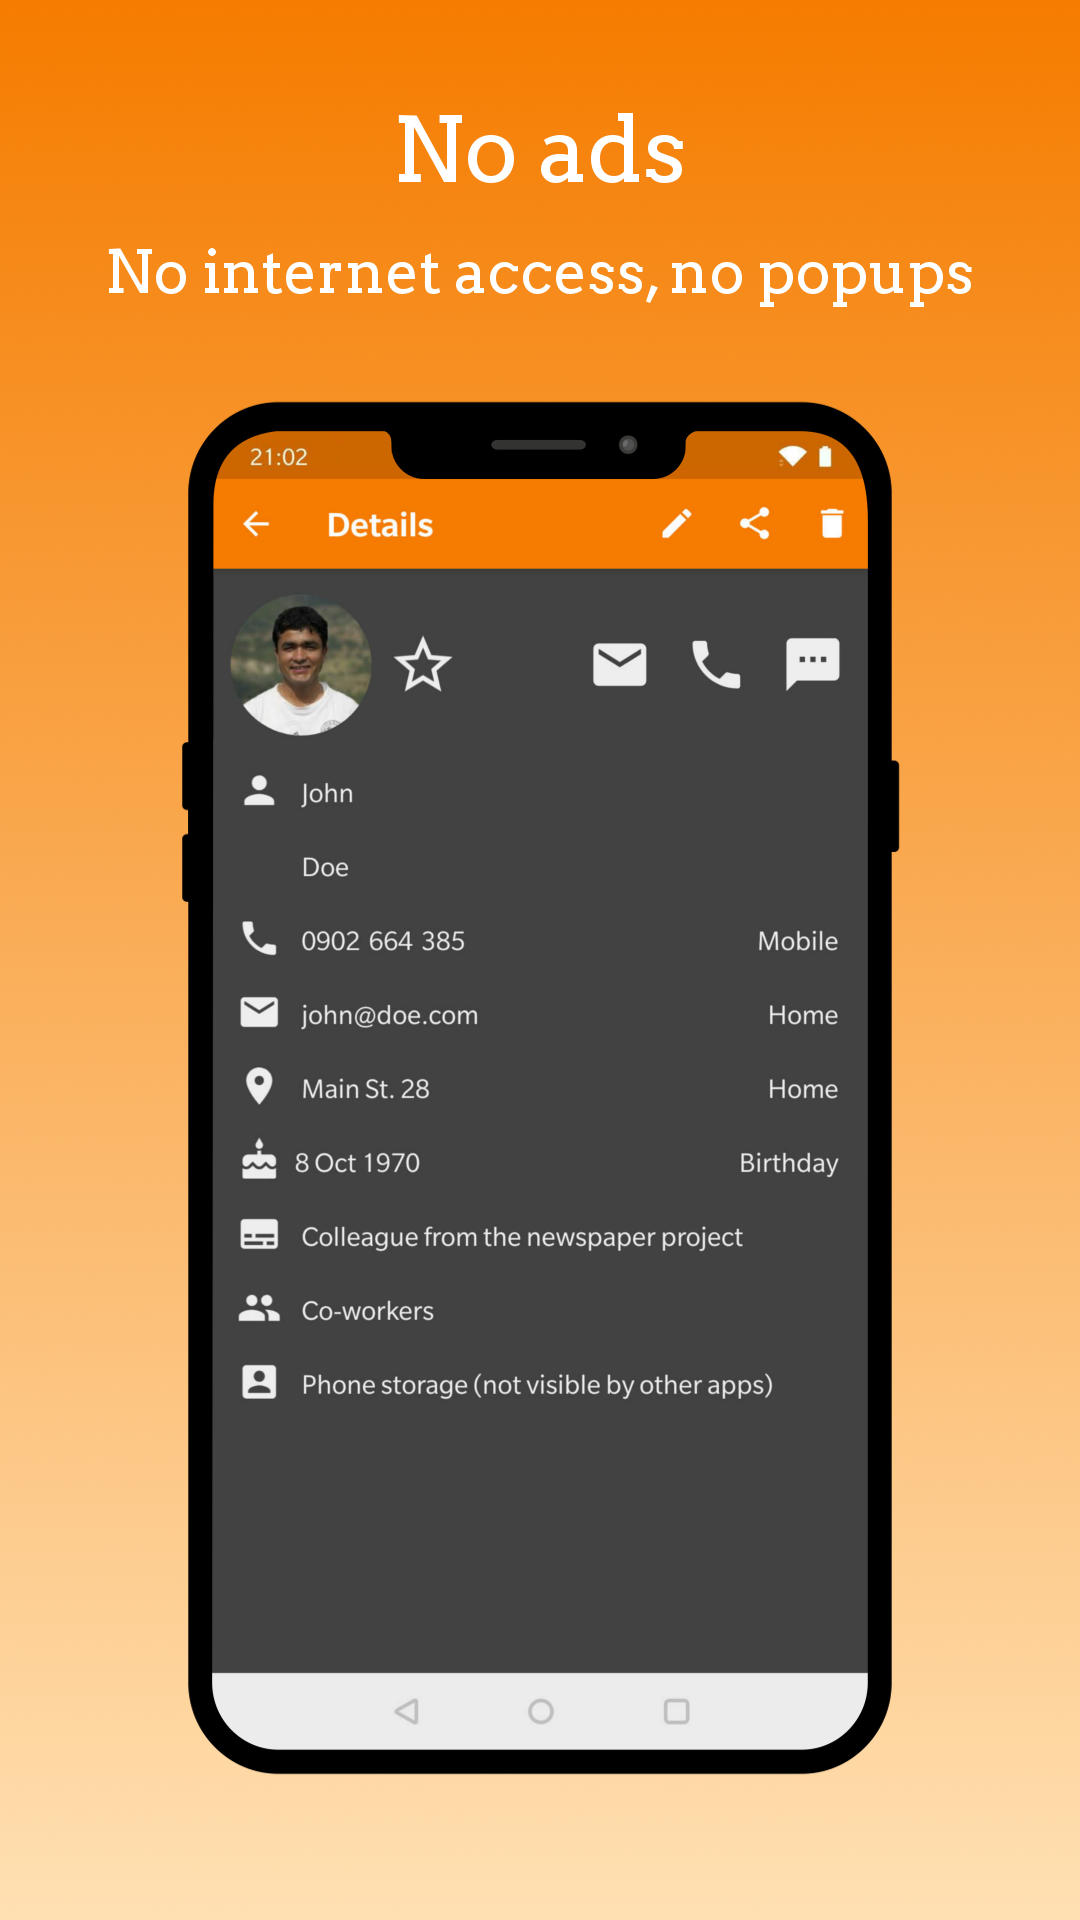 No ads
No internet access, no popups
21:02
Details
John
Doe
0902 664 385 Mobile
john@doe.com Home
Main St. 28 Home
8 Oct 1970 Birthday
Colleague from the newspaper project
Co-workers
Phone storage (not visible by other apps)